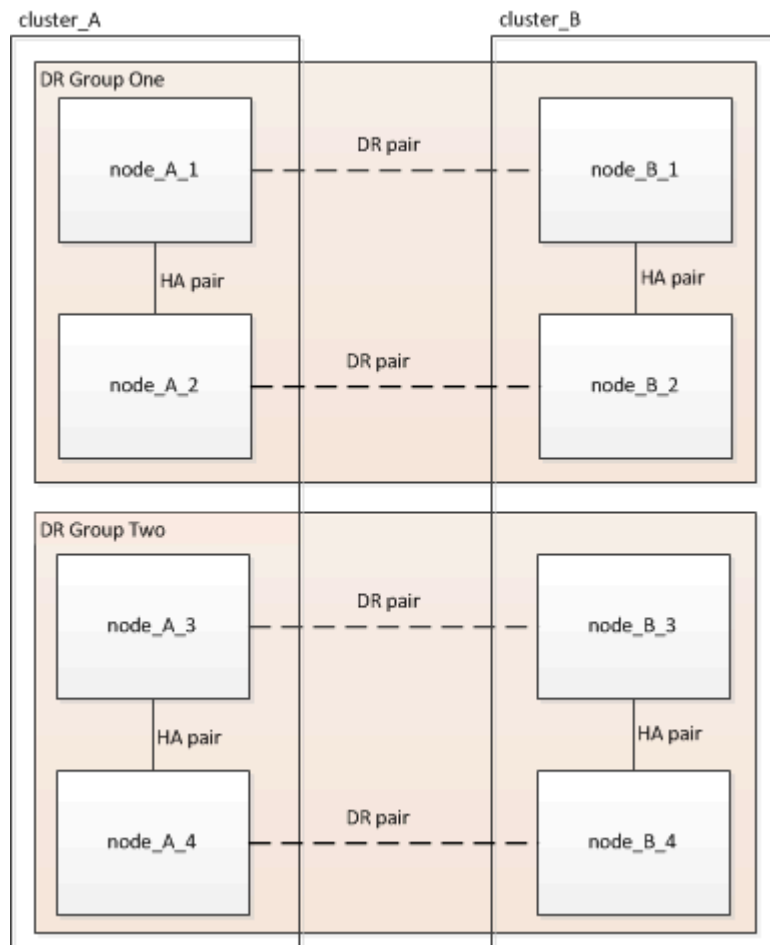 cluster_A
cluster_B
DR Group One
node_A_1
DR pair
node_B_1
HA pair
HA pair
node_A_2
DR pair
node_B_2
DR Group Two
node_A_3
DR pair
node_B_3
HA pair
HA pair
node_A_4
DR pair
node_B_4